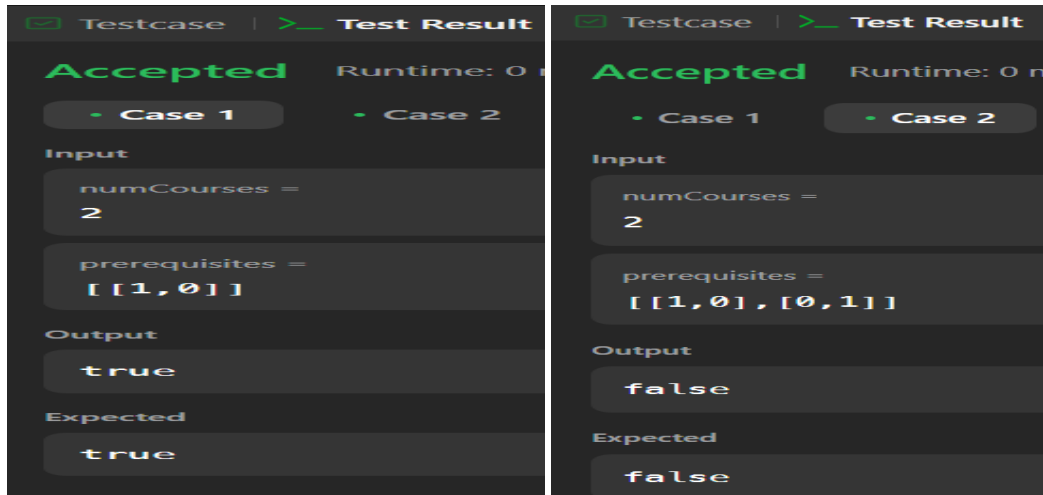 Testcase | >_ Test Result
Accepted Runtime: 0
• Case 1 • Case 2
Input
numCourses =
2
prerequisites =
[[1,0]]
Output
true
Expected
true
Testcase | >_ Test Result
Accepted Runtime: 0
• Case 1 • Case 2
Input
numCourses =
2
prerequisites =
[[1,0],[0,1]]
Output
false
Expected
false